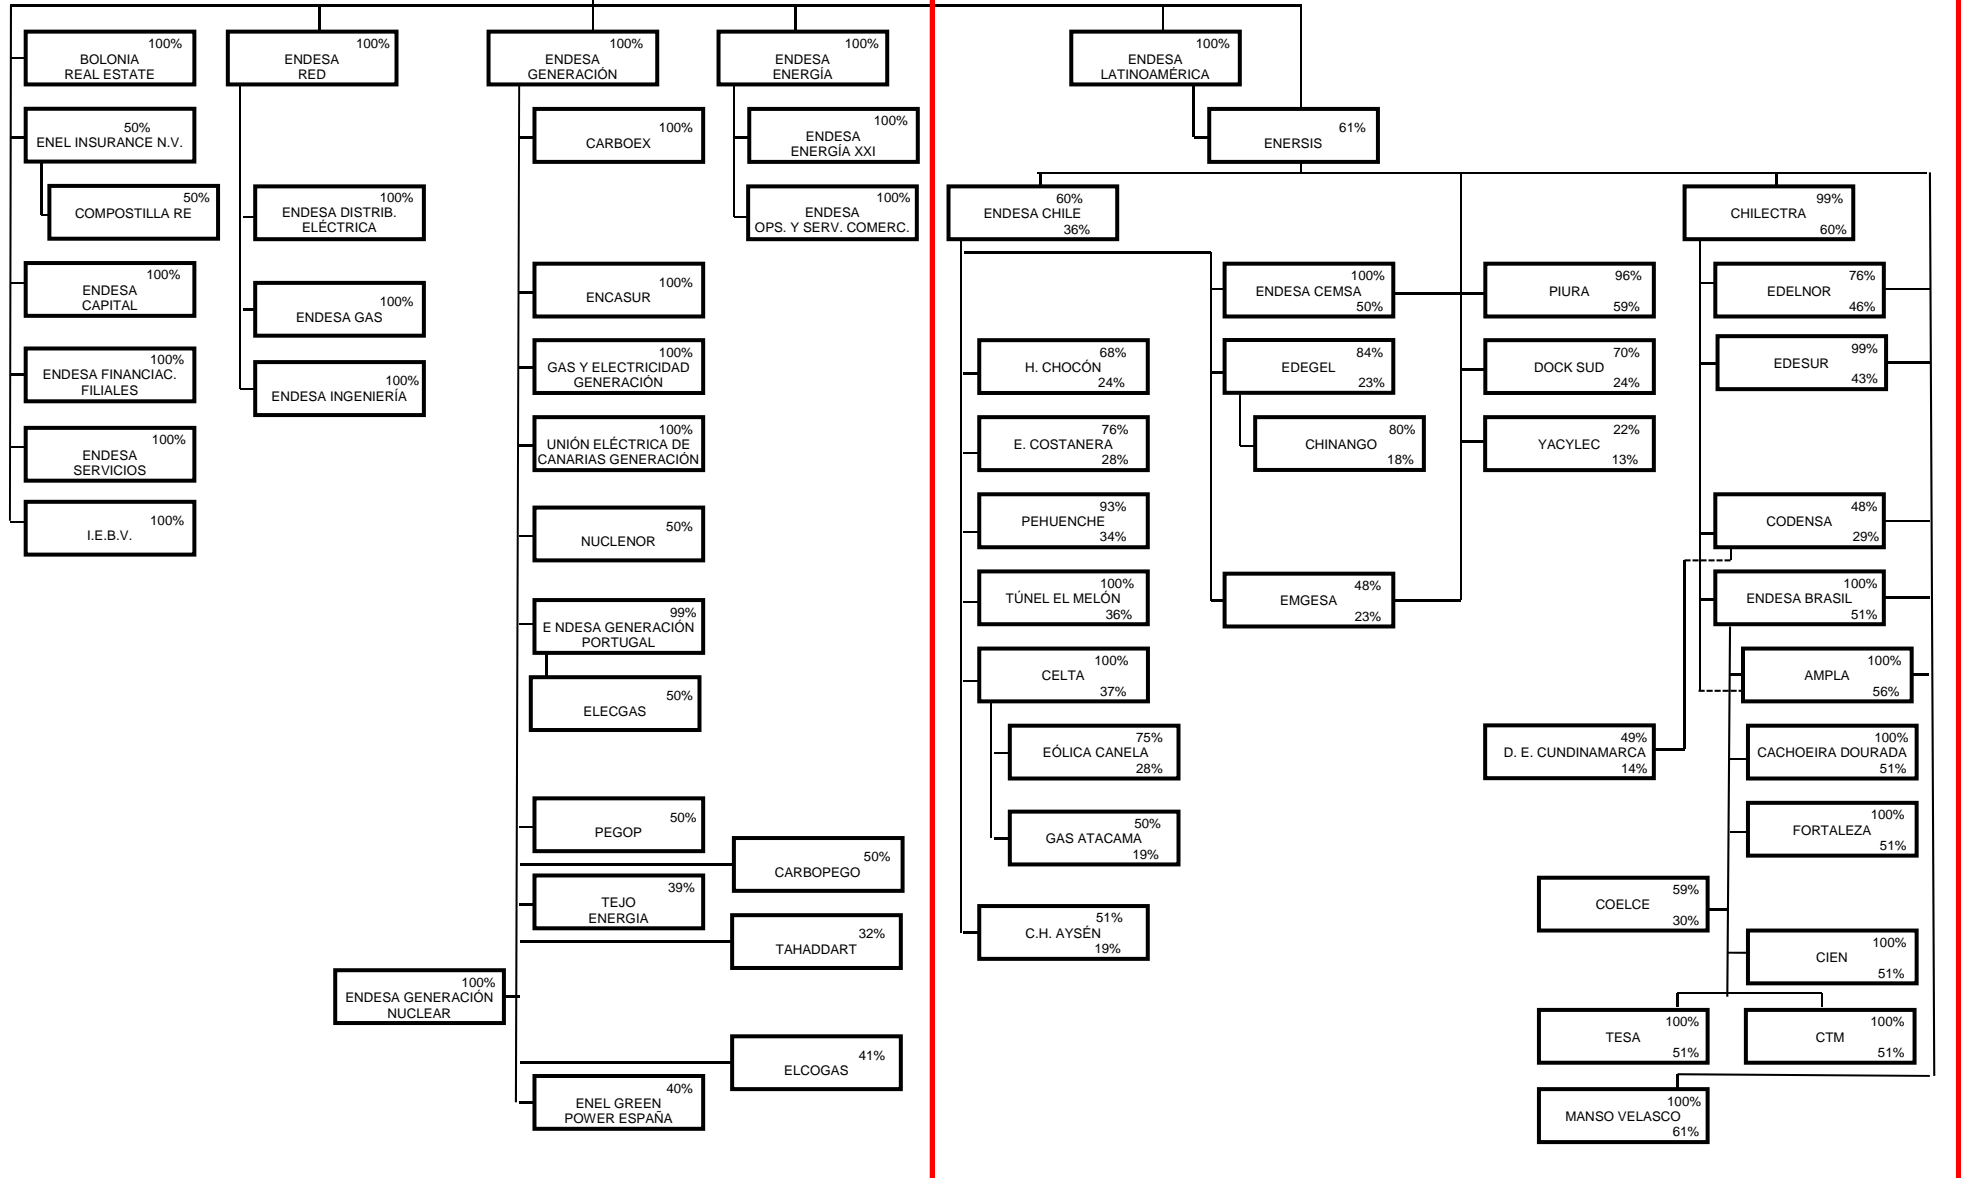 100%
BOLONIA
REAL ESTATE
50%
ENEL INSURANCE N.V.
50%
COMPOSTILLA RE
100%
ENDESA
CAPITAL
100%
ENDESA FINANCIAC.
FILIALES
100%
ENDESA
SERVICIOS
100%
I.E.B.V.
100%
ENDESA
RED
100%
ENDESA DISTRIB.
ELÉCTRICA
100%
ENDESA GAS
100%
ENDESA INGENIERÍA
100%
ENDESA
GENERACIÓN
100%
CARBOEX
100%
ENCASUR
100%
GAS Y ELECTRICIDAD
GENERACIÓN
100%
UNIÓN ELÉCTRICA DE
CANARIAS GENERACIÓN
50%
NUCLENOR
99%
E NDESA GENERACIÓN
PORTUGAL
50%
ELECGAS
50%
PEGOP
50%
CARBOPEGO
39%
TEJO
ENERGIA
32%
TAHADDART
100%
ENDESA GENERACIÓN
NUCLEAR
41%
ELCOGAS
40%
ENEL GREEN
POWER ESPAÑA
100%
ENDESA
ENERGÍA
100%
ENDESA
ENERGÍA XXI
100%
ENDESA
OPS. Y SERV. COMERC.
100%
ENDESA
LATINOAMÉRICA
61%
ENERSIS
60%
ENDESA CHILE
36%
68%
H. CHOCÓN
24%
76%
E. COSTANERA
28%
93%
PEHUENCHE
34%
100%
TÚNEL EL MELÓN
36%
100%
CELTA
37%
75%
EÓLICA CANELA
28%
50%
GAS ATACAMA
19%
51%
C.H. AYSÉN
19%
100%
ENDESA CEMSA
50%
84%
EDEGEL
23%
80%
CHINANGO
18%
48%
EMGESA
23%
96%
PIURA
59%
70%
DOCK SUD
24%
22%
YACYLEC
13%
99%
CHILECTRA
60%
76%
EDELNOR
46%
99%
EDESUR
43%
48%
CODENSA
29%
49%
D. E. CUNDINAMARCA
14%
100%
ENDESA BRASIL
51%
100%
AMPLA
56%
100%
CACHOEIRA DOURADA
51%
100%
FORTALEZA
51%
59%
COELCE
30%
100%
CIEN
51%
100%
TESA
51%
100%
CTM
51%
100%
MANSO VELASCO
61%